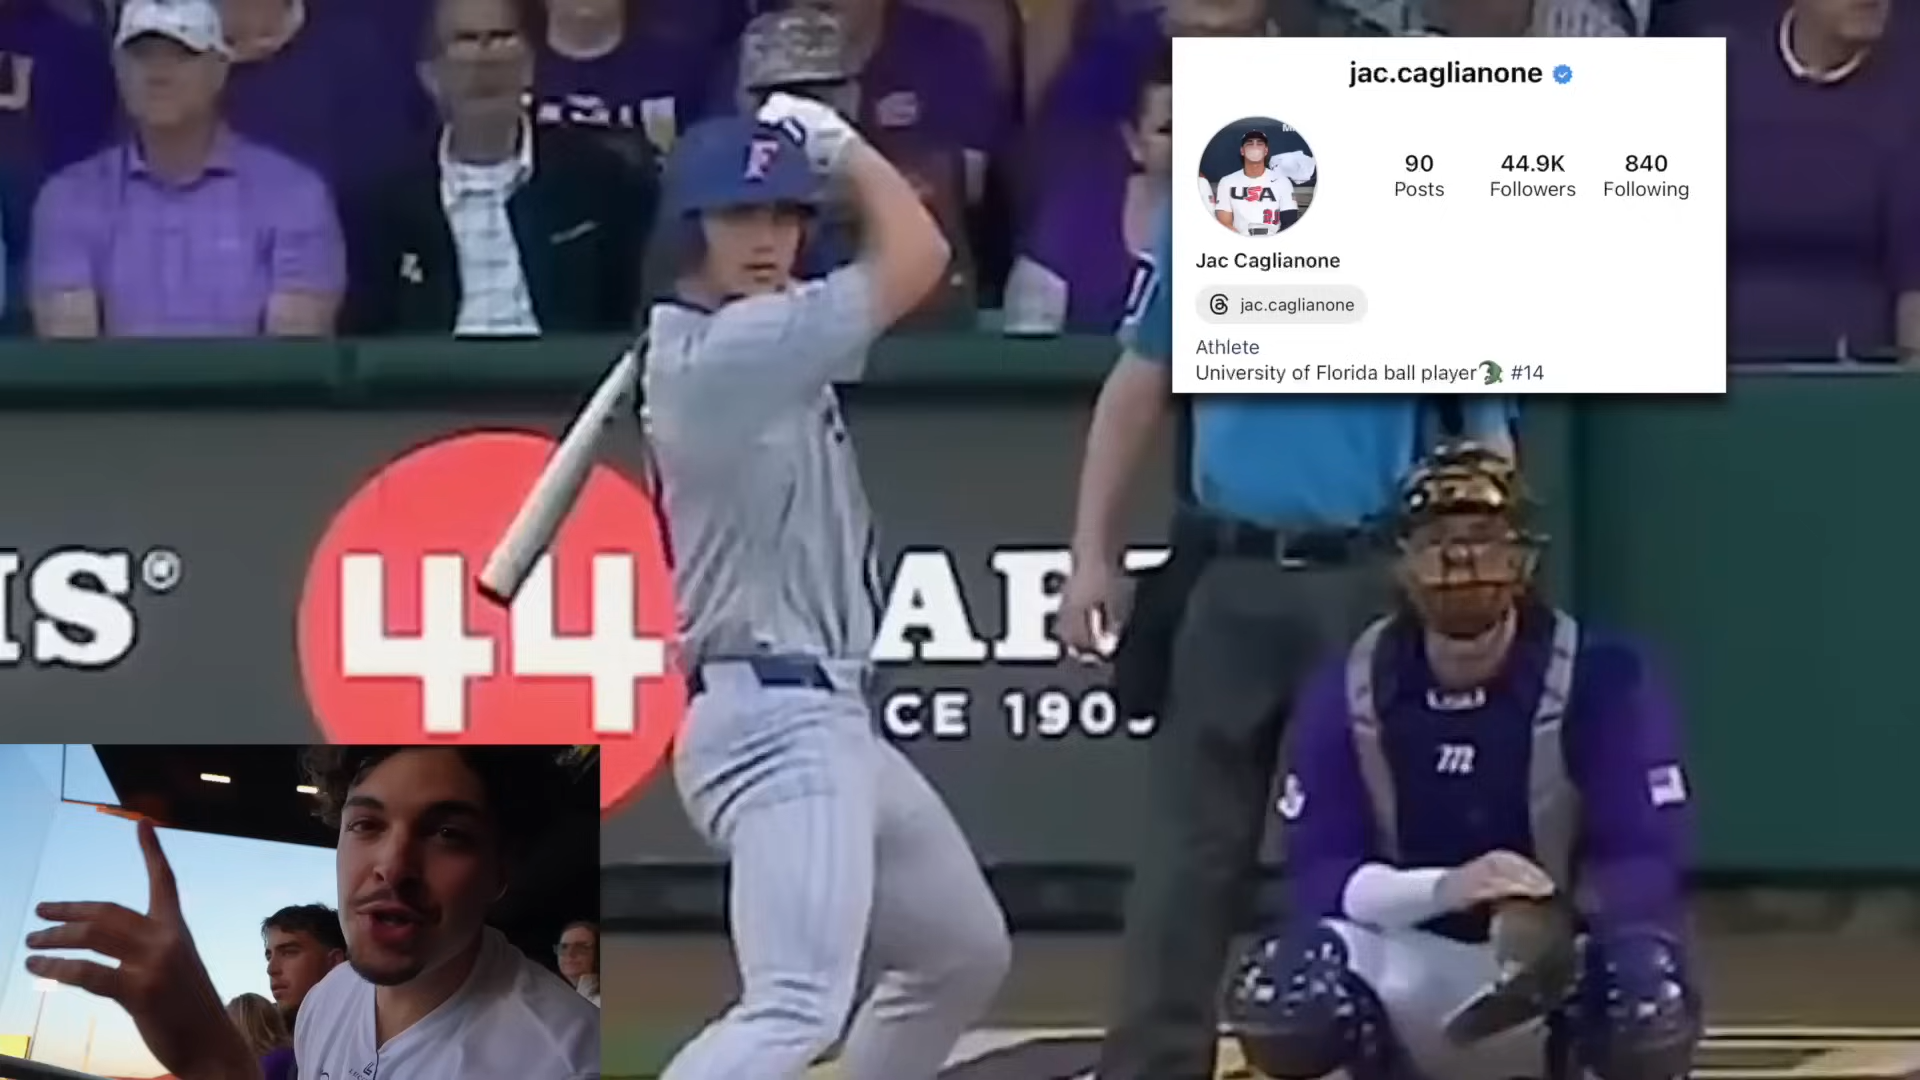 jac.caglianone
90 44.9K 840
Posts Followers Following
USA
Jac Caglianone
jac.caglianone
Athlete
University of Florida ball player🐊 #14
F
IS®
44
CE 190
m